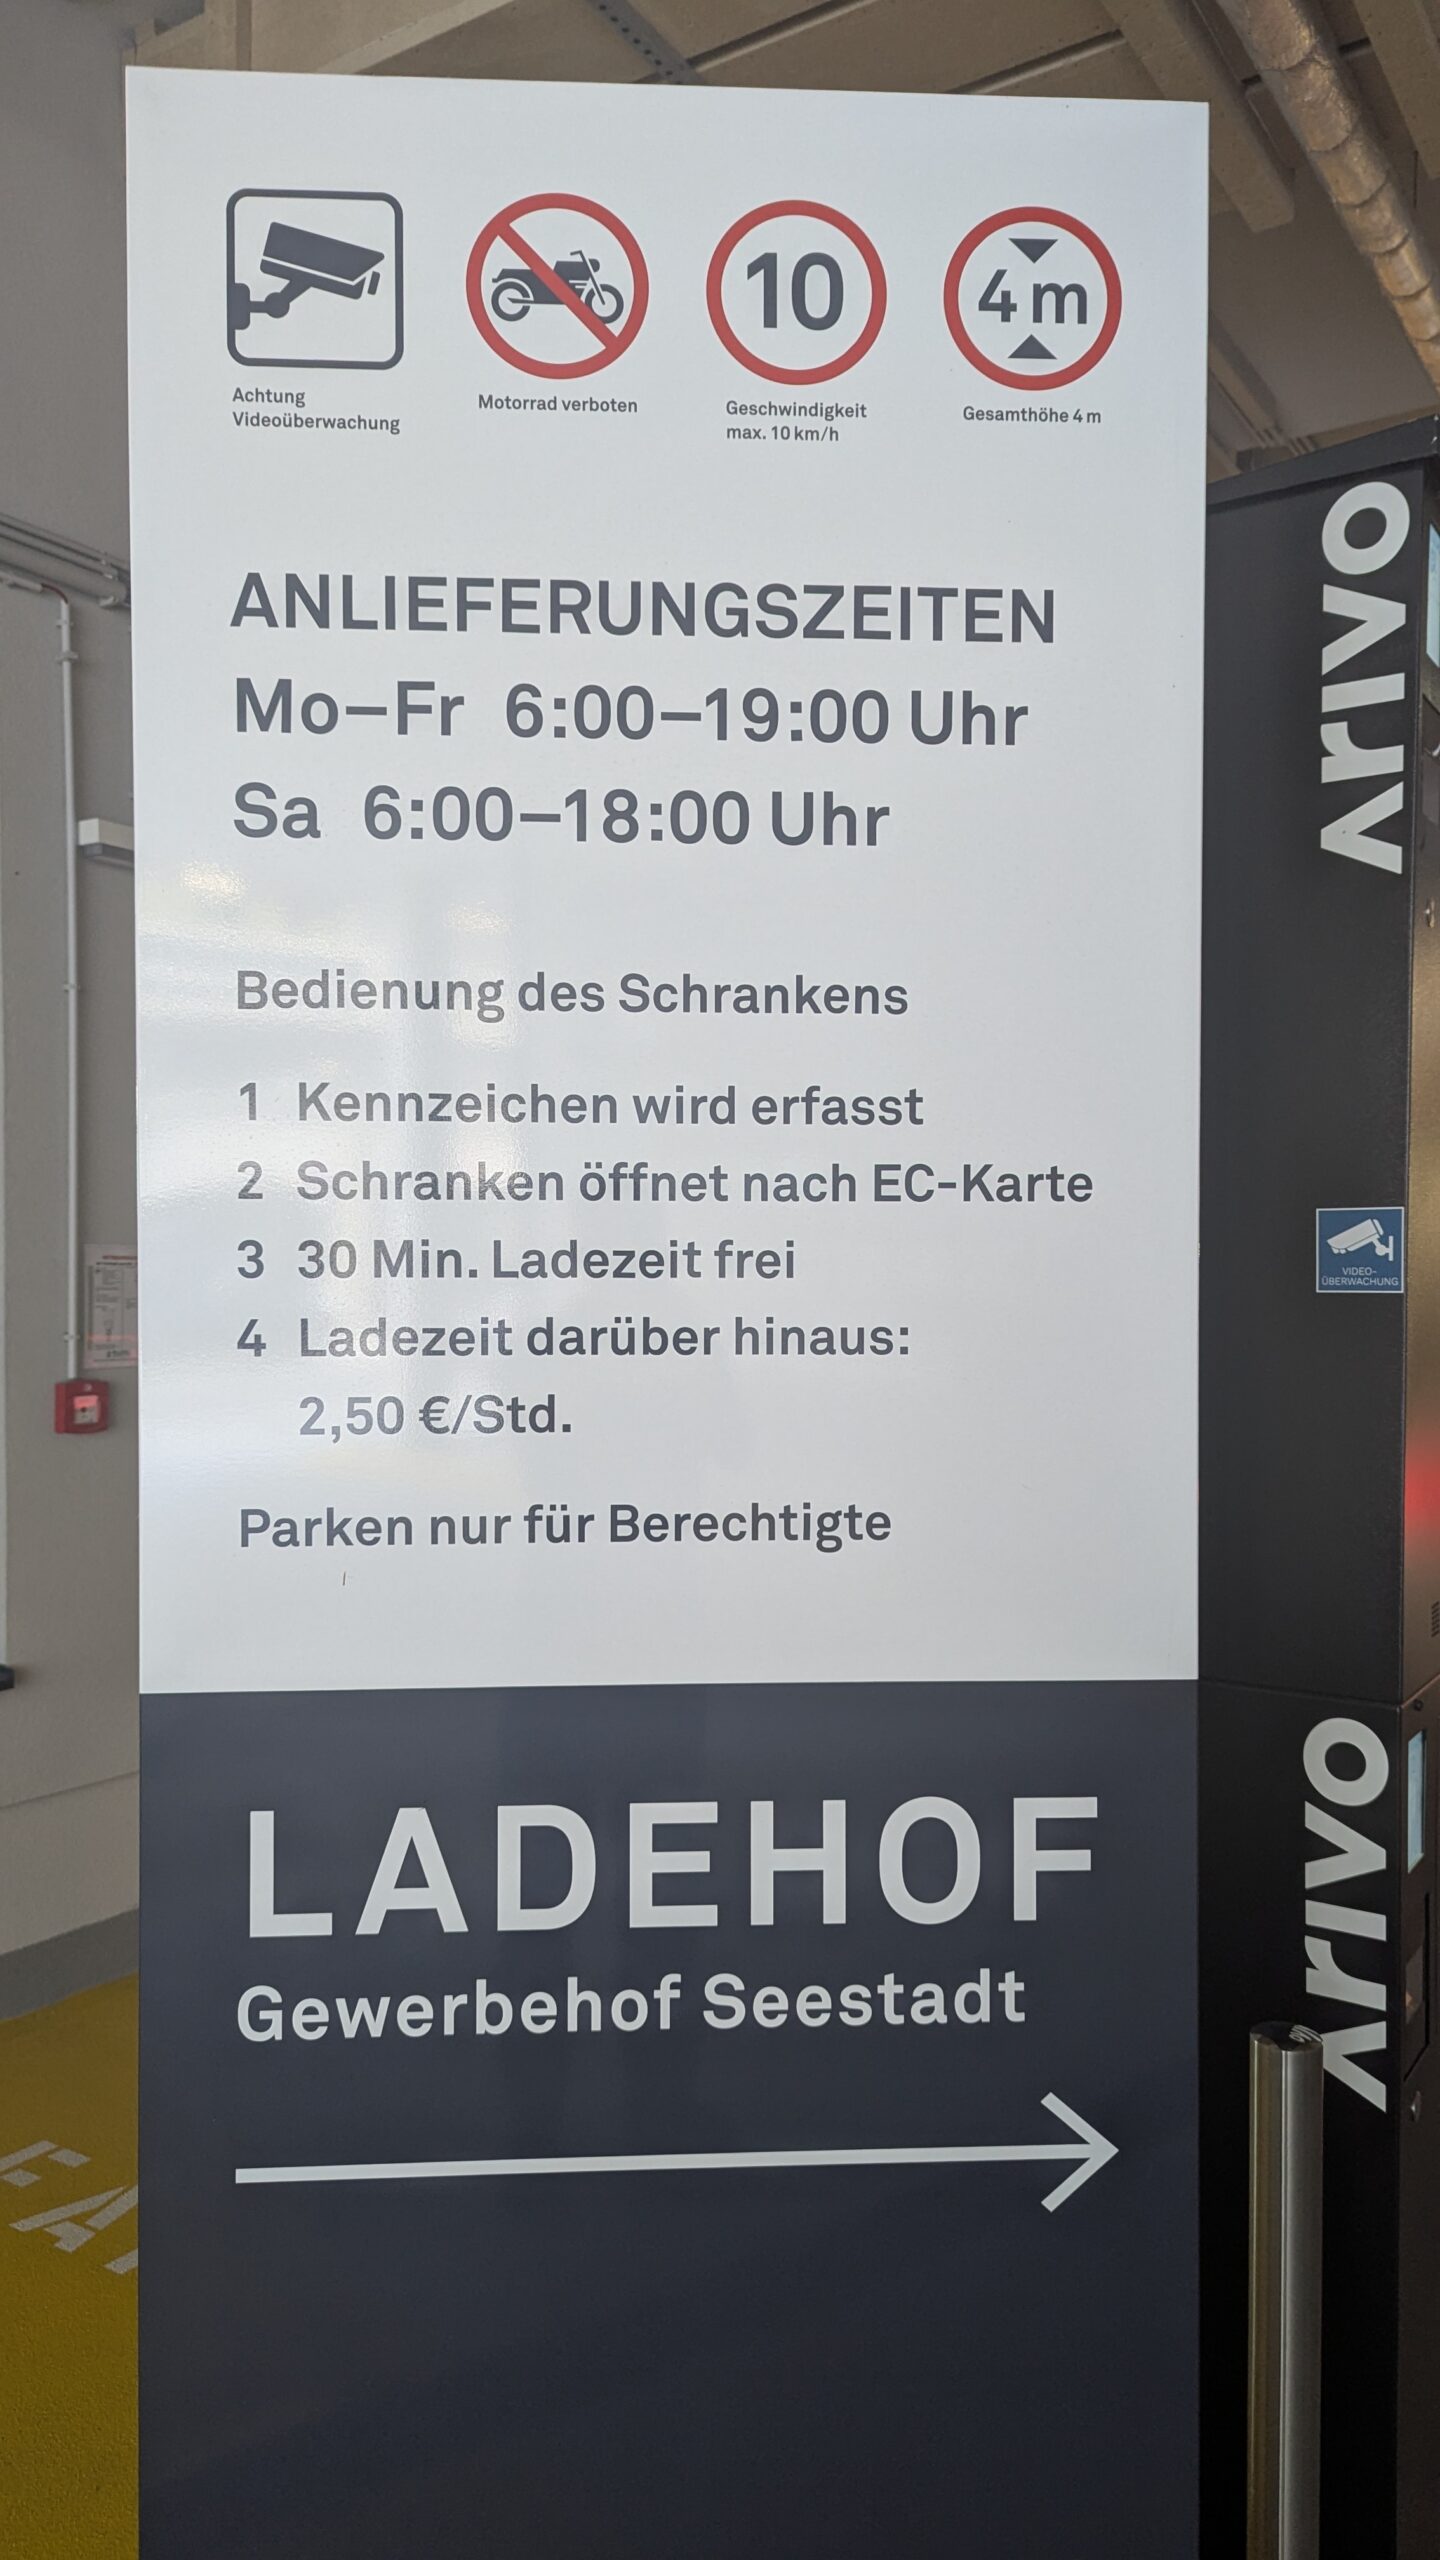 10
4 m
Achtung
Videoüberwachung
Motorrad verboten
Geschwindigkeit
max. 10 km/h
Gesamthöhe 4 m
ANLIEFERUNGSZEITEN
Mo–Fr 6:00–19:00 Uhr
Sa 6:00–18:00 Uhr
Bedienung des Schrankens
1 Kennzeichen wird erfasst
2 Schranken öffnet nach EC-Karte
3 30 Min. Ladezeit frei
4 Ladezeit darüber hinaus:
2,50 €/Std.
Parken nur für Berechtigte
LADEHOF
Gewerbehof Seestadt
Arivo
VIDEO-
ÜBERWACHUNG
Arivo